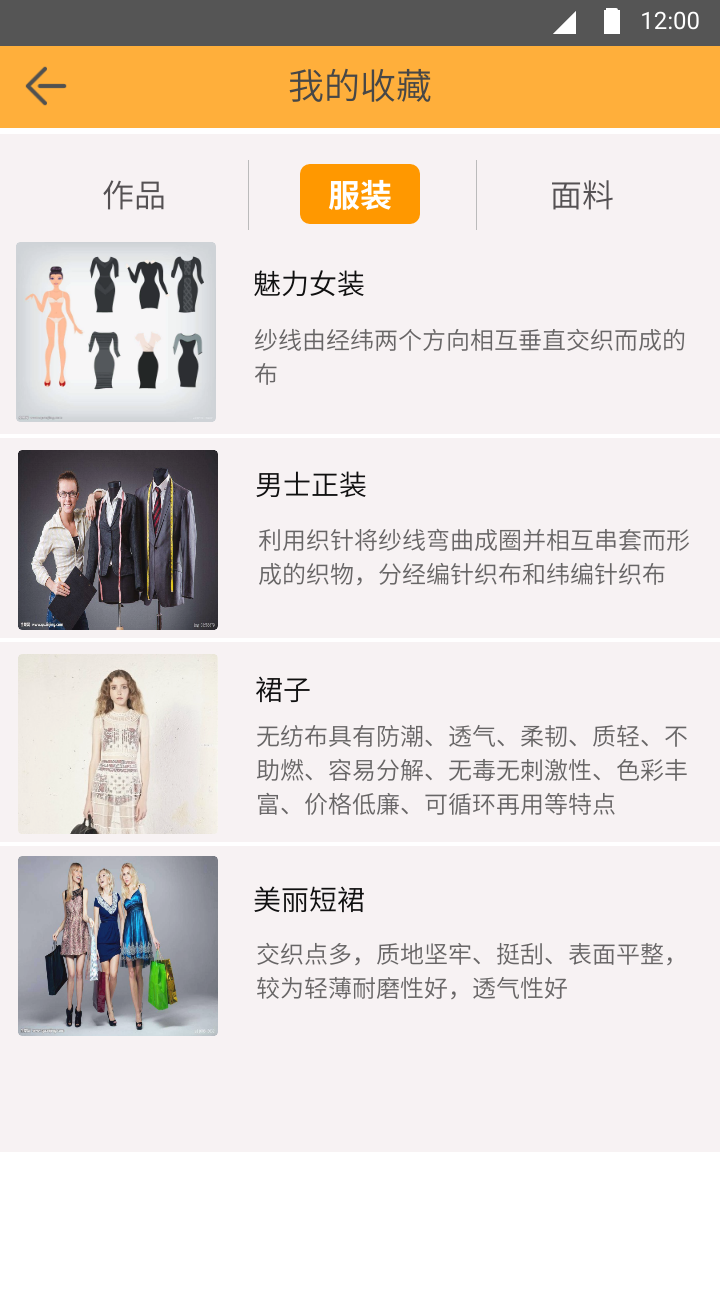 12:00
我的收藏
作品
服装
面料
魅力女装
纱线由经纬两个方向相互垂直交织而成的
布
男士正装
利用织针将纱线弯曲成圈并相互串套而形
成的织物，分经编针织布和纬编针织布
裙子
无纺布具有防潮、透气、柔韧、质轻、不
助燃、容易分解、无毒无刺激性、色彩丰
富、价格低廉、可循环再用等特点
美丽短裙
交织点多，质地坚牢、挺刮、表面平整，
较为轻薄耐磨性好，透气性好